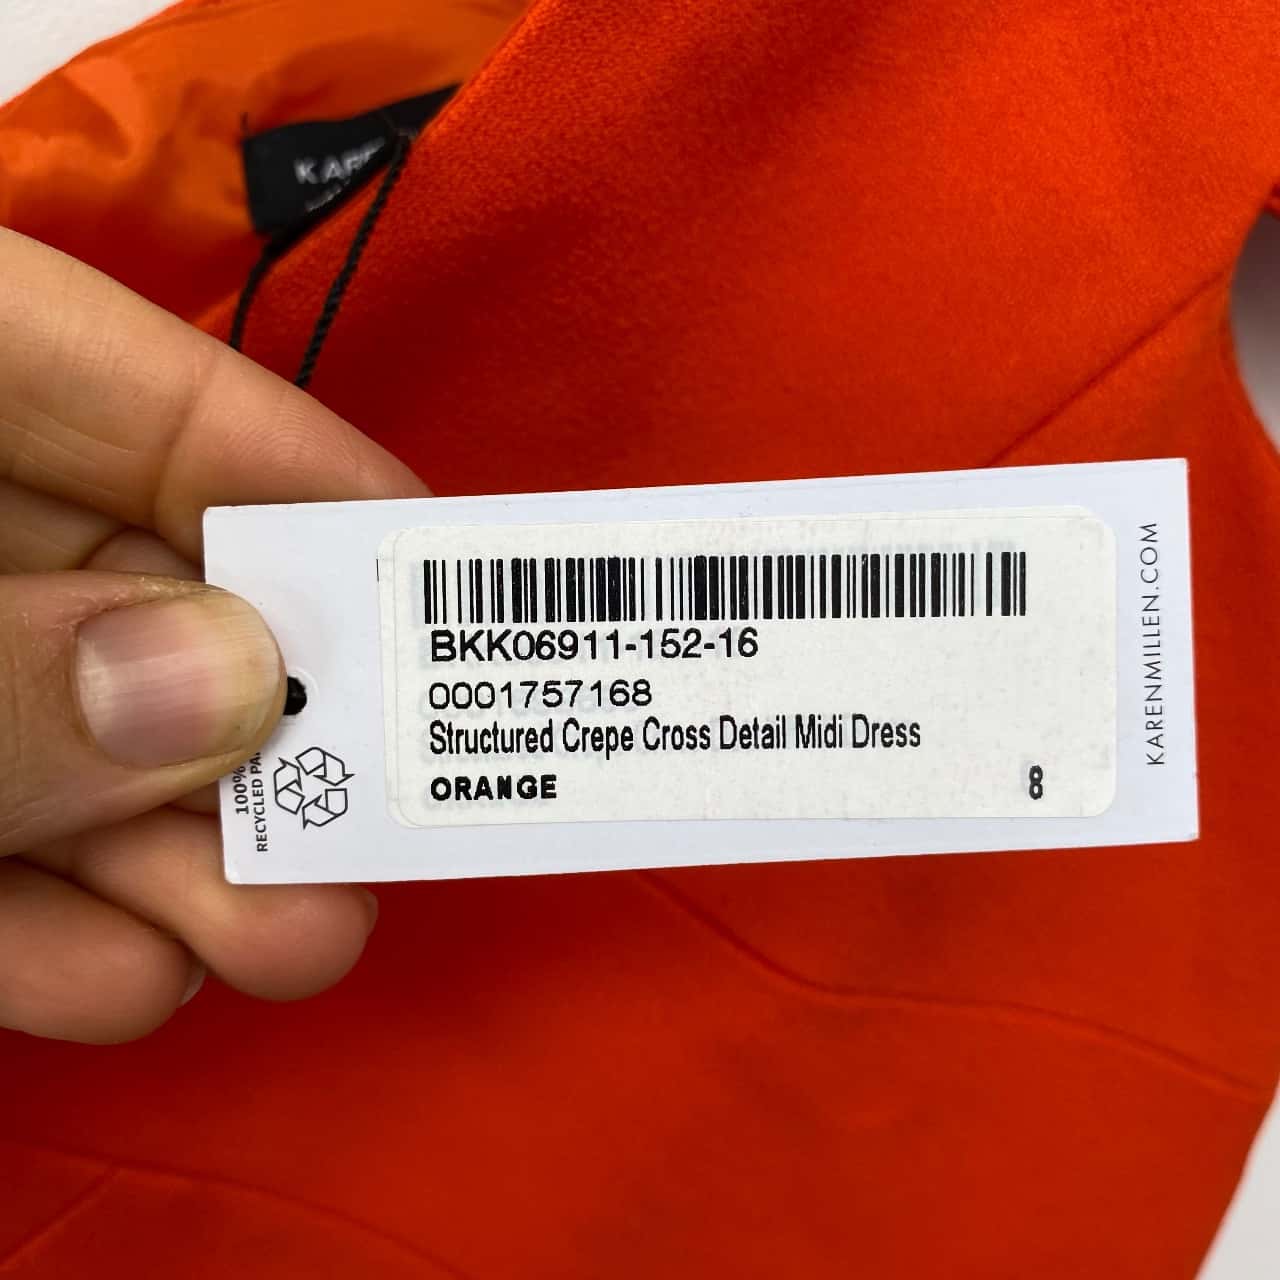 BKK06911-152-16
0001757168
Structured Crepe Cross Detail Midi Dress
ORANGE 8
KARENMILLEN.COM
100%
RECYCLED